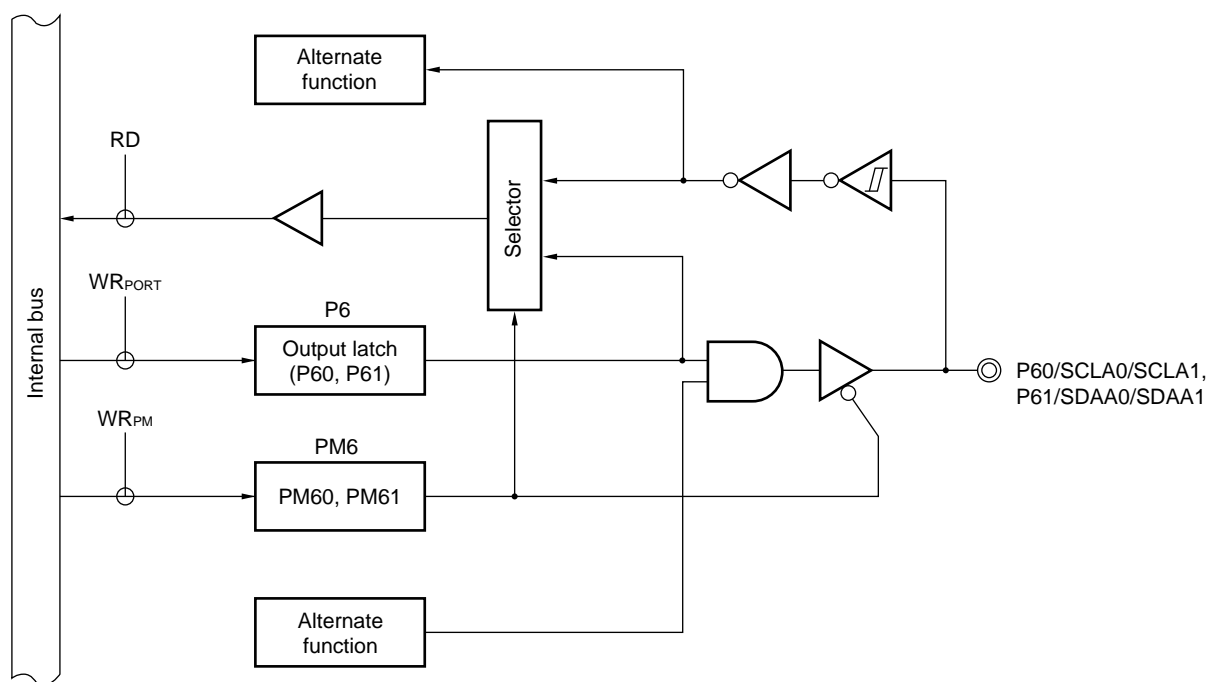 Alternate
function
RD
Selector
WRPORT
P6
Internal bus
Output latch
(P60, P61)
P60/SCLA0/SCLA1,
P61/SDAA0/SDAA1
WRPM
PM6
PM60, PM61
Alternate
function